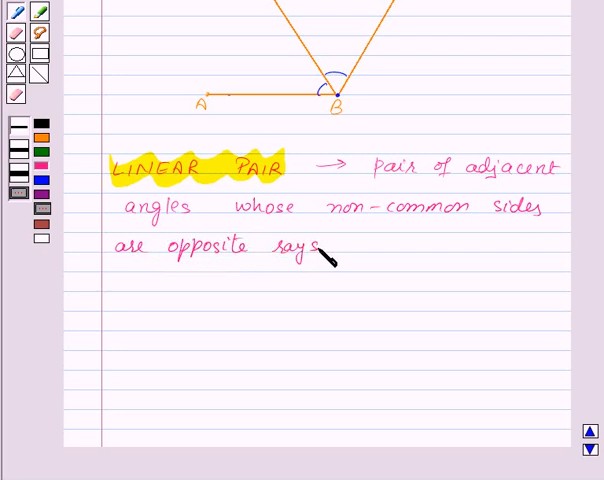 A B
LINEAR PAIR → pair of adjacent
angles whose non-common sides
are opposite rays